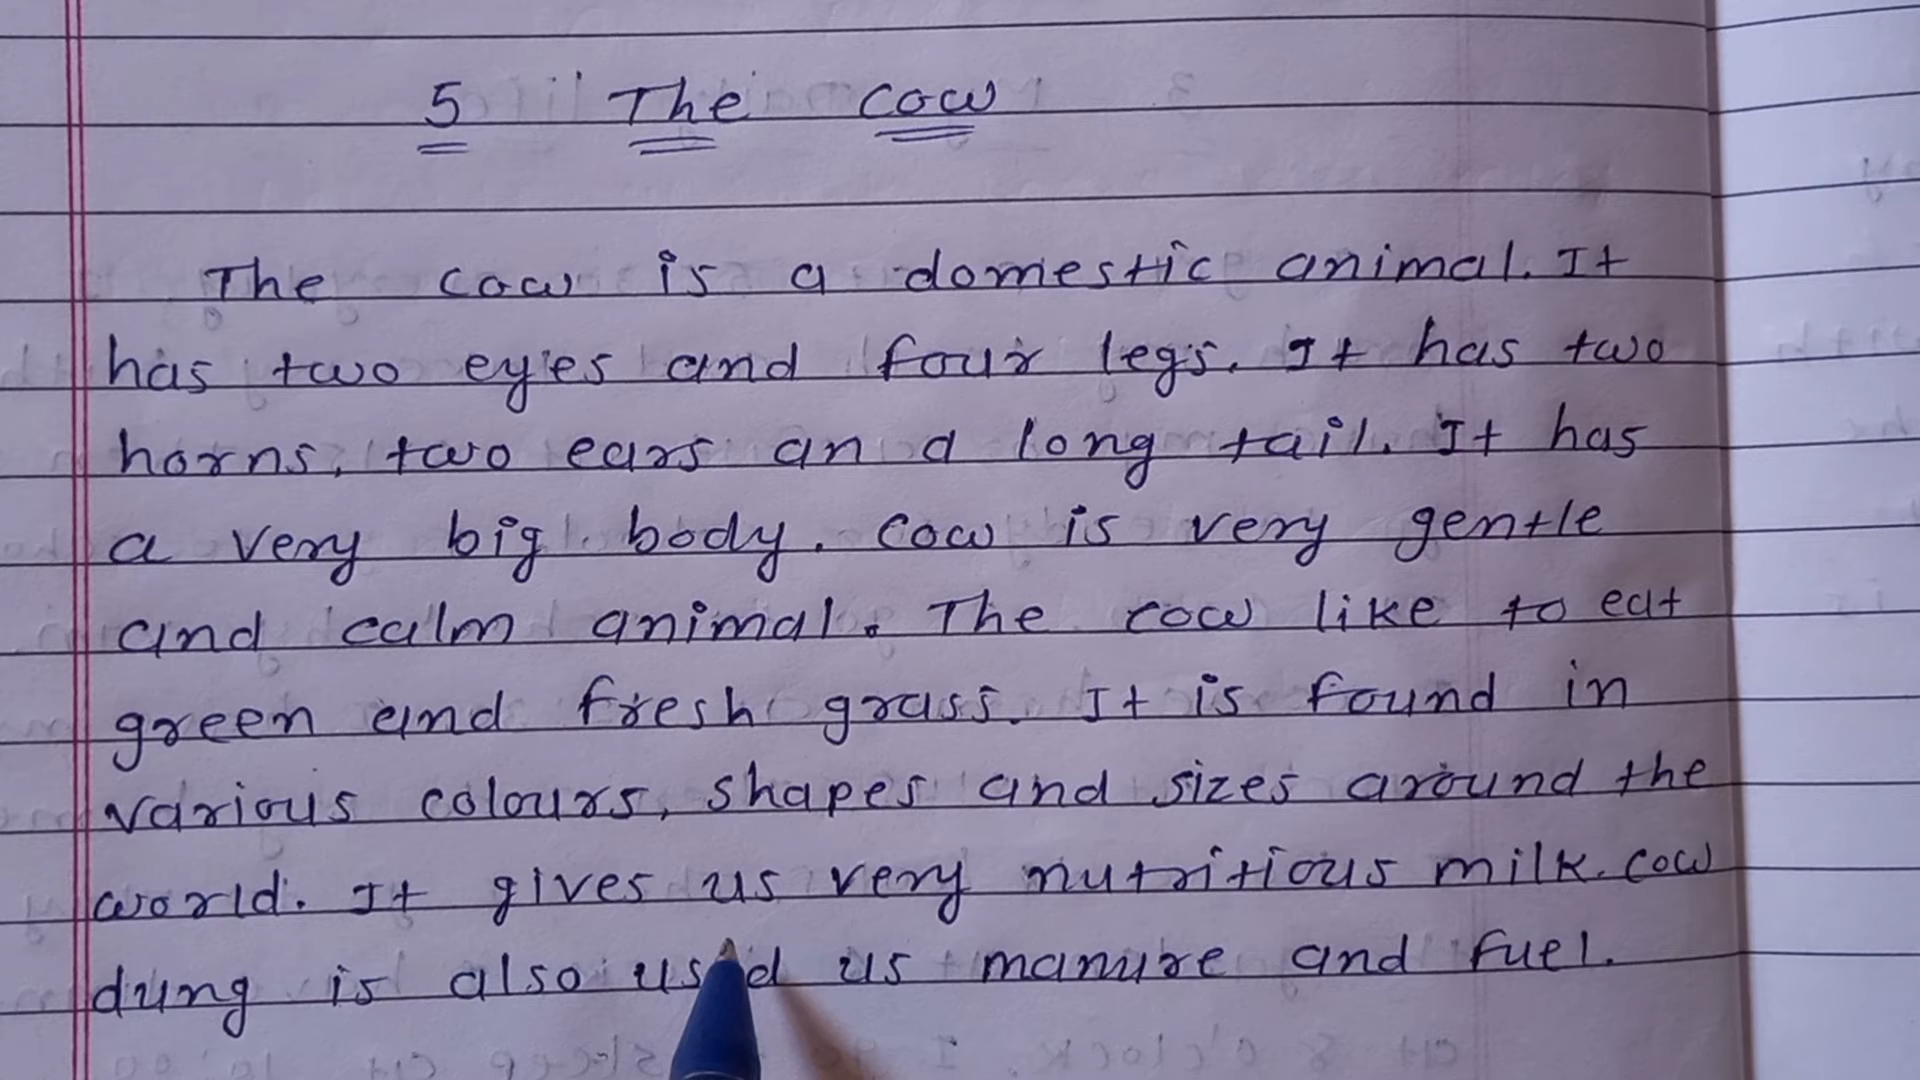 5 The cow
The cow is a domestic animal. It
has two eyes and four legs. It has two
horns, two ears an a long tail. It has
a very big body. Cow is very gentle
and calm animal. The cow like to eat
green and fresh grass. It is found in
various colours, shapes and sizes around the
world. It gives us very nutritious milk. Cow
dung is also used us manure and fuel.